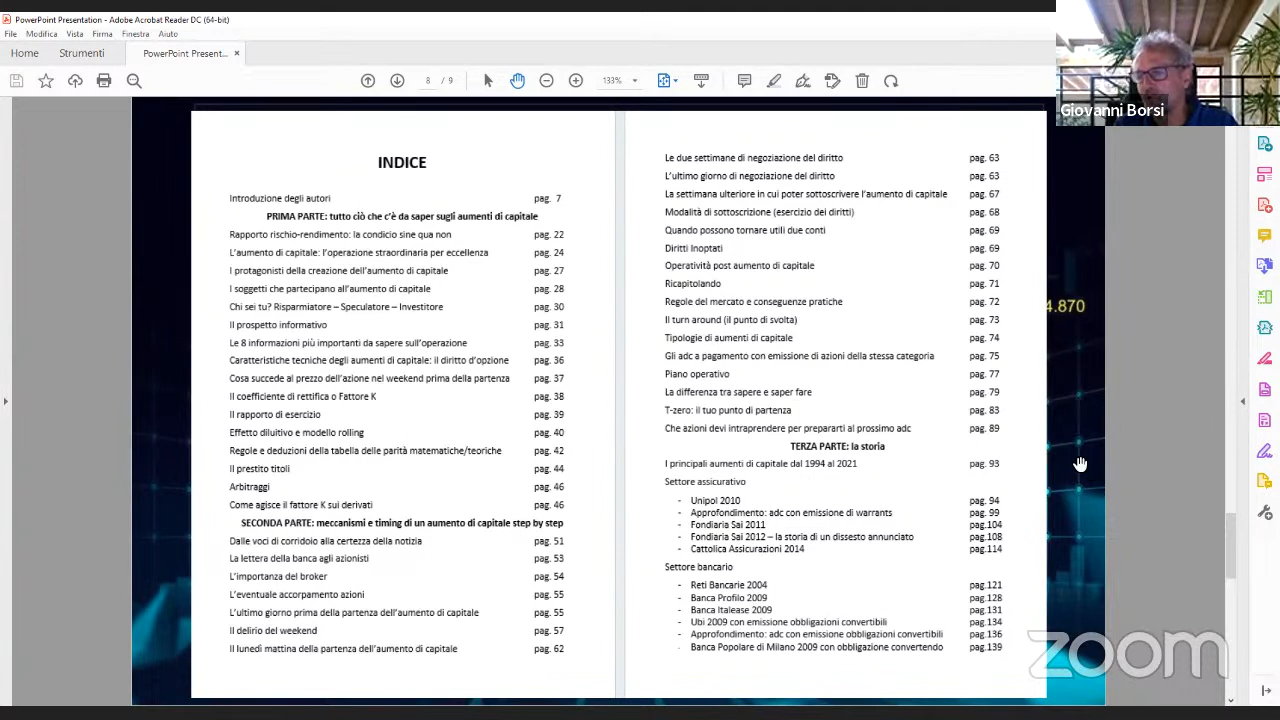 PowerPoint Presentation - Adobe Acrobat Reader DC (64-bit)
File Modifica Vista Firma Finestra Aiuto
Home Strumenti PowerPoint Present... ×
8 / 9 133%
Giovanni Borsi
INDICE
Introduzione degli autori pag. 7
PRIMA PARTE: tutto ciò che c'è da saper sugli aumenti di capitale
Rapporto rischio-rendimento: la condicio sine qua non pag. 22
L'aumento di capitale: l'operazione straordinaria per eccellenza pag. 24
I protagonisti della creazione dell'aumento di capitale pag. 27
I soggetti che partecipano all'aumento di capitale pag. 28
Chi sei tu? Risparmiatore – Speculatore – Investitore pag. 30
Il prospetto informativo pag. 31
Le 8 informazioni più importanti da sapere sull'operazione pag. 33
Caratteristiche tecniche degli aumenti di capitale: il diritto d'opzione pag. 36
Cosa succede al prezzo dell'azione nel weekend prima della partenza pag. 37
Il coefficiente di rettifica o Fattore K pag. 38
Il rapporto di esercizio pag. 39
Effetto diluitivo e modello rolling pag. 40
Regole e deduzioni della tabella delle parità matematiche/teoriche pag. 42
Il prestito titoli pag. 44
Arbitraggi pag. 46
Come agisce il fattore K sui derivati pag. 46
SECONDA PARTE: meccanismi e timing di un aumento di capitale step by step
Dalle voci di corridoio alla certezza della notizia pag. 51
La lettera della banca agli azionisti pag. 53
L'importanza del broker pag. 54
L'eventuale accorpamento azioni pag. 55
L'ultimo giorno prima della partenza dell'aumento di capitale pag. 55
Il delirio del weekend pag. 57
Il lunedì mattina della partenza dell'aumento di capitale pag. 62
Le due settimane di negoziazione del diritto pag. 63
L'ultimo giorno di negoziazione del diritto pag. 63
La settimana ulteriore in cui poter sottoscrivere l'aumento di capitale pag. 67
Modalità di sottoscrizione (esercizio dei diritti) pag. 68
Quando possono tornare utili due conti pag. 69
Diritti Inoptati pag. 69
Operatività post aumento di capitale pag. 70
Ricapitolando pag. 71
Regole del mercato e conseguenze pratiche pag. 72
Il turn around (il punto di svolta) pag. 73
Tipologie di aumenti di capitale pag. 74
Gli adc a pagamento con emissione di azioni della stessa categoria pag. 75
Piano operativo pag. 77
La differenza tra sapere e saper fare pag. 79
T-zero: il tuo punto di partenza pag. 83
Che azioni devi intraprendere per prepararti al prossimo adc pag. 89
TERZA PARTE: la storia
I principali aumenti di capitale dal 1994 al 2021 pag. 93
Settore assicurativo
- Unipol 2010 pag. 94
- Approfondimento: adc con emissione di warrants pag. 99
- Fondiaria Sai 2011 pag.104
- Fondiaria Sai 2012 – la storia di un dissesto annunciato pag.108
- Cattolica Assicurazioni 2014 pag.114
Settore bancario
- Reti Bancarie 2004 pag.121
- Banca Profilo 2009 pag.128
- Banca Italease 2009 pag.131
- Ubi 2009 con emissione obbligazioni convertibili pag.134
- Approfondimento: adc con emissione obbligazioni convertibili pag.136
- Banca Popolare di Milano 2009 con obbligazione convertendo pag.139
4.870
zoom